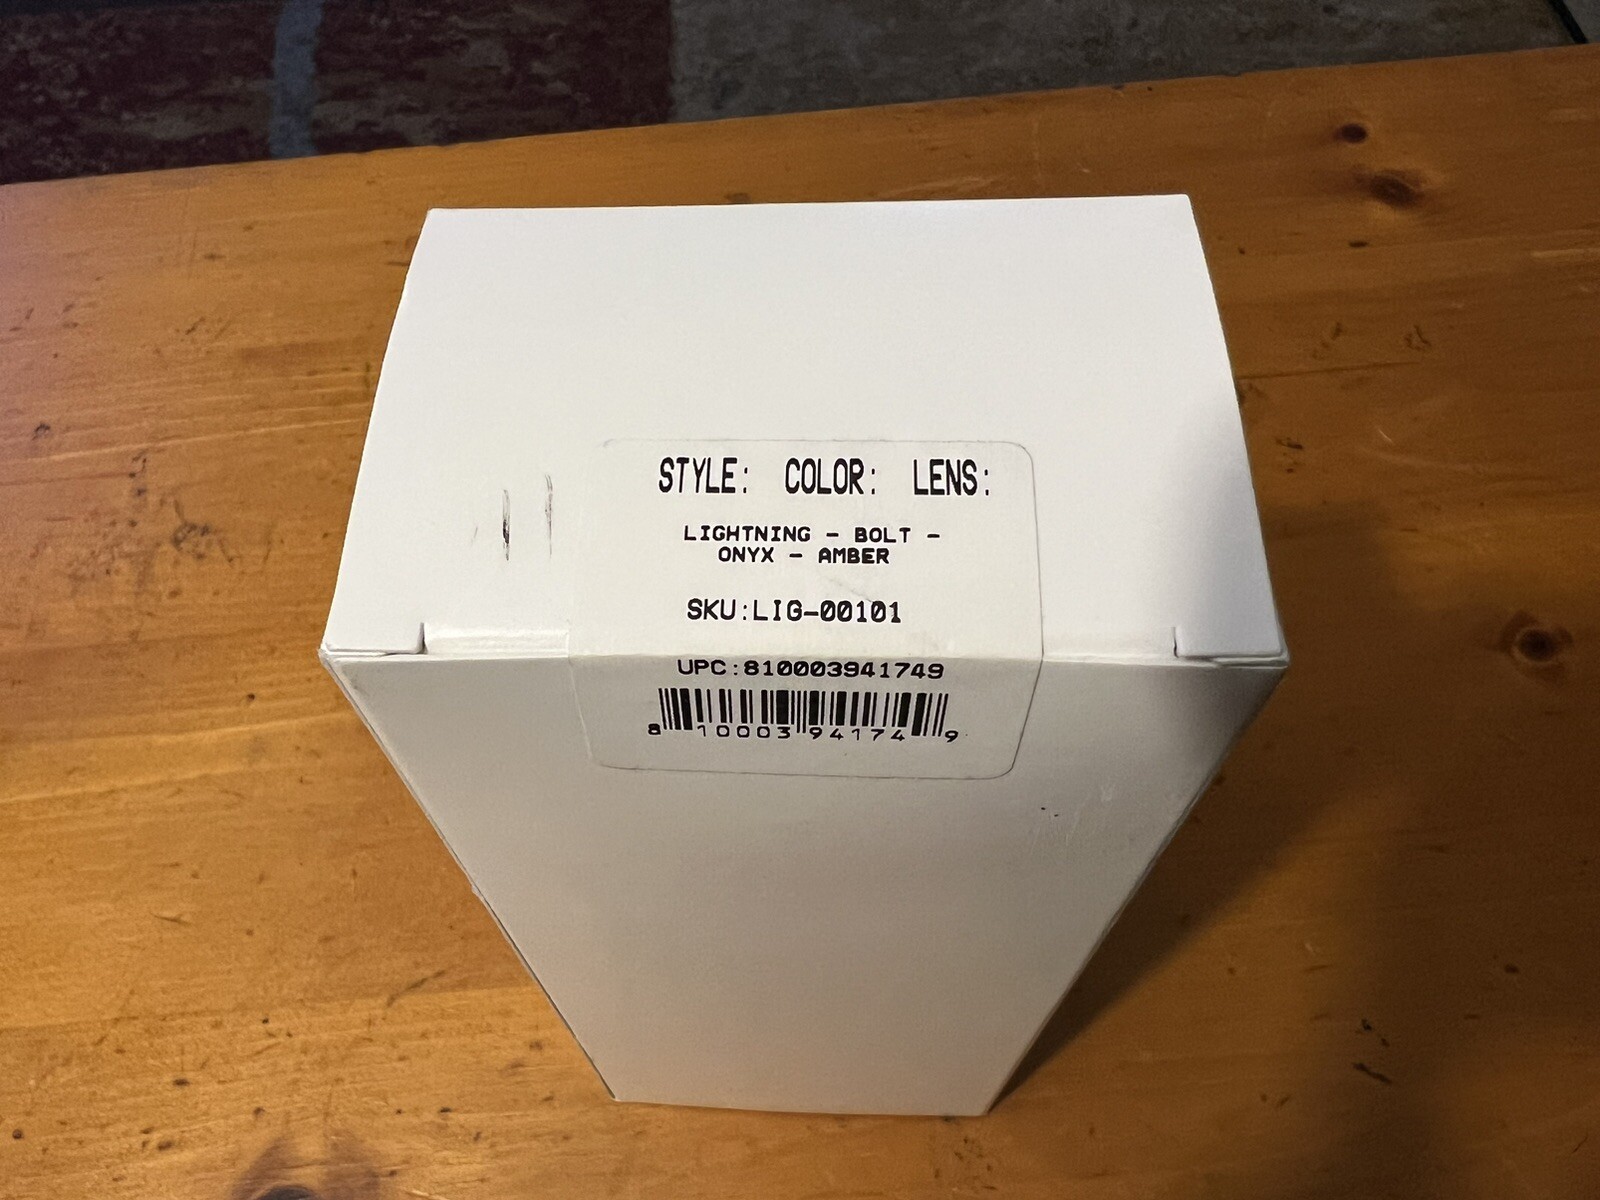 STYLE: COLOR: LENS:
LIGHTNING - BOLT -
ONYX - AMBER
SKU:LIG-00101
UPC:810003941749
8 10003 94174 9